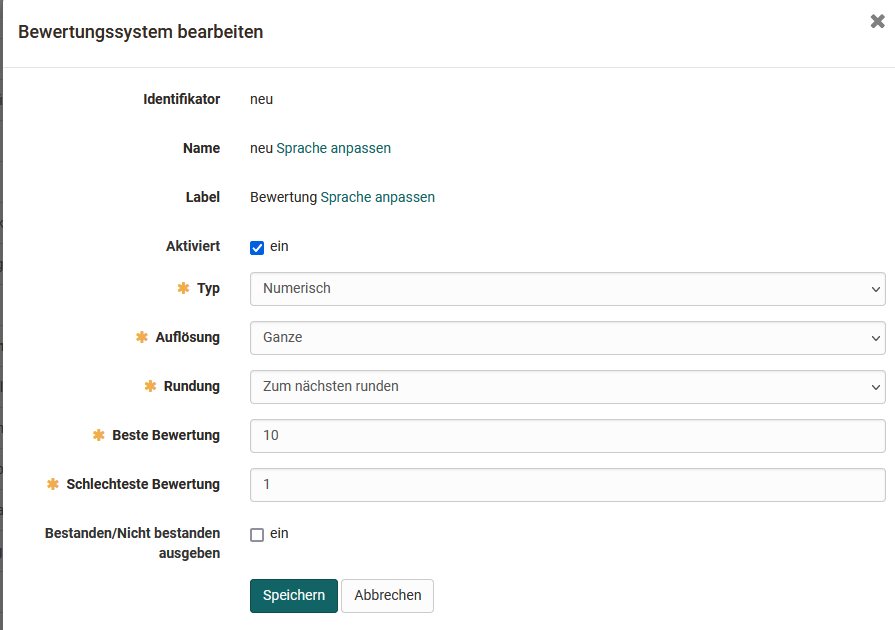 Bewertungssystem bearbeiten
Identifikator neu
Name neu Sprache anpassen
Label Bewertung Sprache anpassen
Aktiviert ein
Typ Numerisch
Auflösung Ganze
Rundung Zum nächsten runden
Beste Bewertung 10
Schlechteste Bewertung 1
Bestanden/Nicht bestanden ein
ausgeben
Speichern Abbrechen